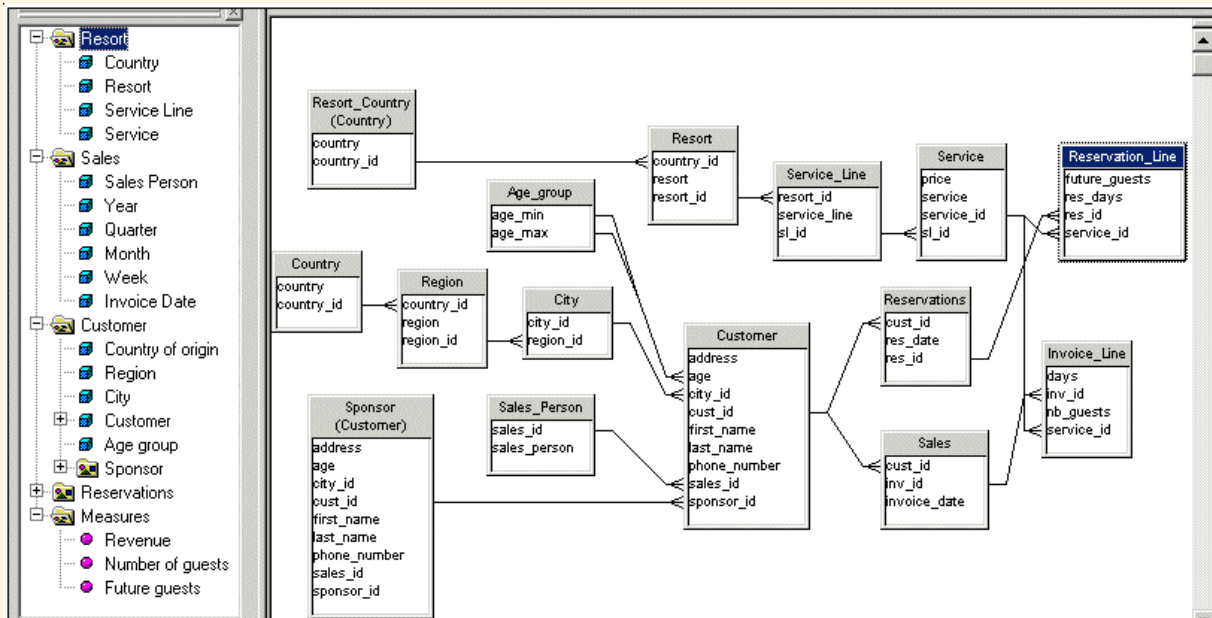 Resort
Country
Resort
Service Line
Service
Sales
Sales Person
Year
Quarter
Month
Week
Invoice Date
Customer
Country of origin
Region
City
Customer
Age group
Sponsor
Reservations
Measures
Revenue
Number of guests
Future guests
Resort_Country
(Country)
country
country_id
Resort
country_id
resort
resort_id
Service_Line
resort_id
service_line
sl_id
Service
price
service
service_id
sl_id
Reservation_Line
future_guests
res_days
res_id
service_id
Age_group
age_min
age_max
Country
country
country_id
Region
country_id
region
region_id
City
city_id
region_id
Customer
address
age
city_id
cust_id
first_name
last_name
phone_number
sales_id
sponsor_id
Reservations
cust_id
res_date
res_id
Invoice_Line
days
inv_id
nb_guests
service_id
Sponsor
(Customer)
address
age
city_id
cust_id
first_name
last_name
phone_number
sales_id
sponsor_id
Sales_Person
sales_id
sales_person
Sales
cust_id
inv_id
invoice_date